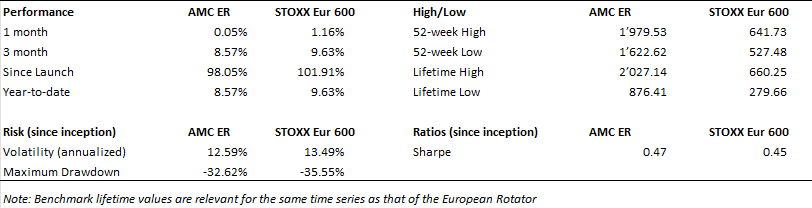 Performance AMC ER STOXX Eur 600 High/Low AMC ER STOXX Eur 600
1 month 0.05% 1.16% 52-week High 1'979.53 641.73
3 month 8.57% 9.63% 52-week Low 1'622.62 527.48
Since Launch 98.05% 101.91% Lifetime High 2'027.14 660.25
Year-to-date 8.57% 9.63% Lifetime Low 876.41 279.66
Risk (since inception) AMC ER STOXX Eur 600 Ratios (since inception) AMC ER STOXX Eur 600
Volatility (annualized) 12.59% 13.49% Sharpe 0.47 0.45
Maximum Drawdown -32.62% -35.55%
Note: Benchmark lifetime values are relevant for the same time series as that of the European Rotator